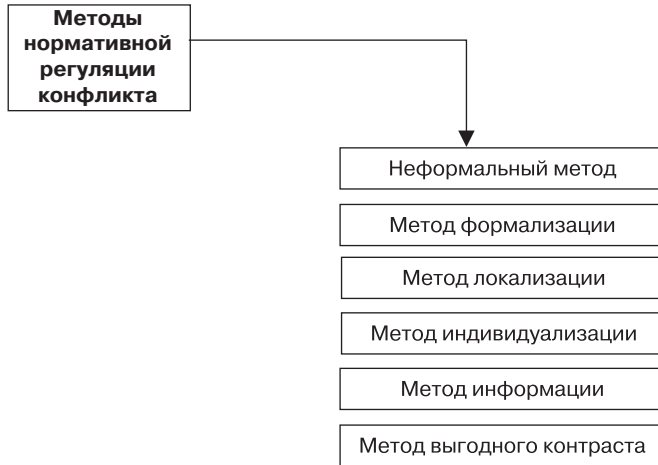 Методы
нормативной
регуляции
конфликта
Неформальный метод
Метод формализации
Метод локализации
Метод индивидуализации
Метод информации
Метод выгодного контраста